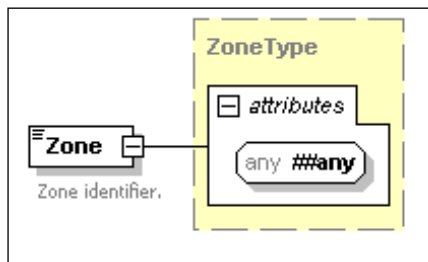 ZoneType
attributes
Zone
any ##any
Zone identifier.